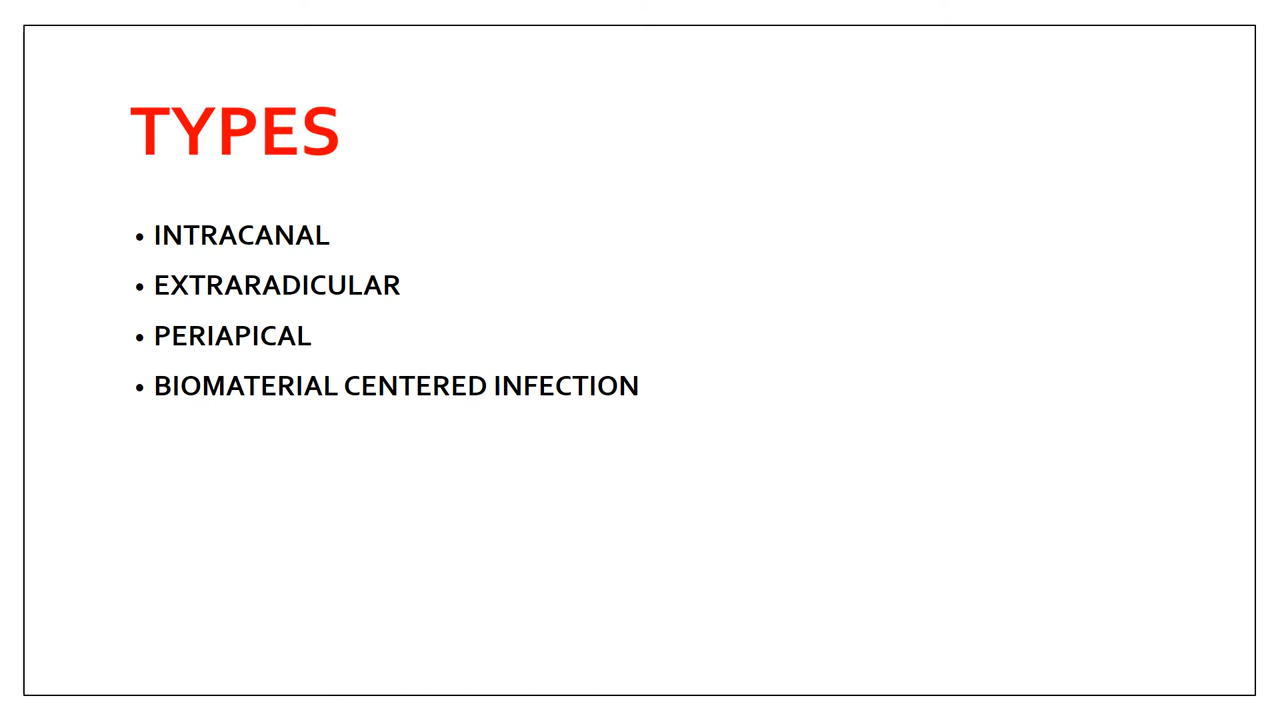 TYPES
• INTRACANAL
• EXTRARADICULAR
• PERIAPICAL
• BIOMATERIAL CENTERED INFECTION